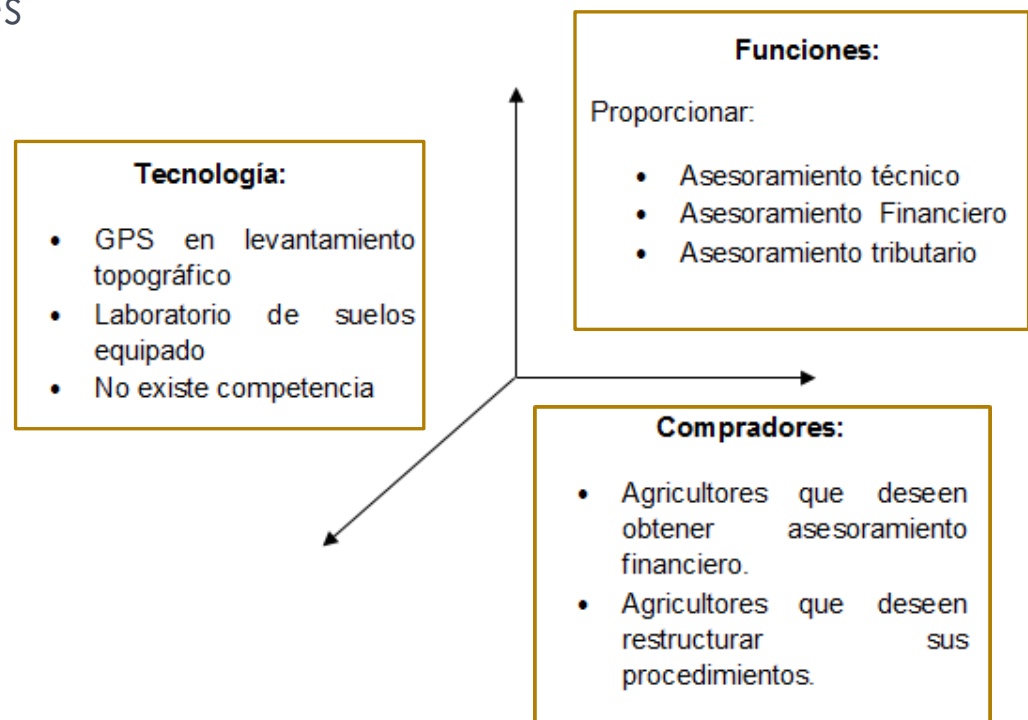 es
Funciones:
Proporcionar:
• Asesoramiento técnico
• Asesoramiento Financiero
• Asesoramiento tributario
Tecnología:
• GPS en levantamiento
topográfico
• Laboratorio de suelos
equipado
• No existe competencia
Compradores:
• Agricultores que deseen
obtener asesoramiento
financiero.
• Agricultores que deseen
restructurar sus
procedimientos.